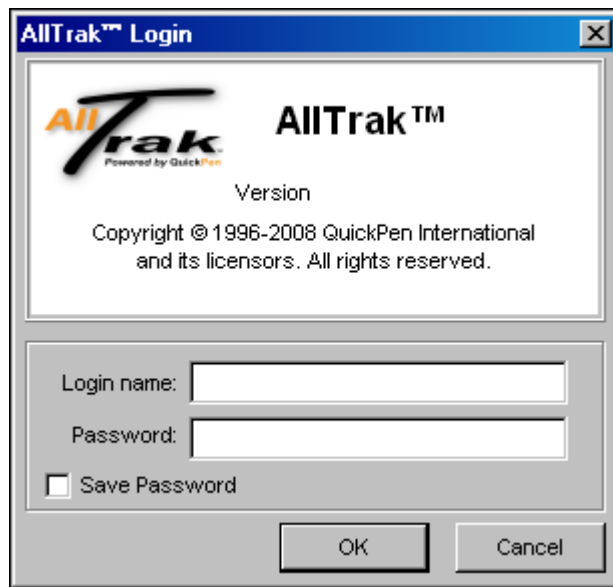 AllTrak™ Login
All Trak
Powered by QuickPen
AllTrak™
Version
Copyright © 1996-2008 QuickPen International
and its licensors. All rights reserved.
Login name:
Password:
Save Password
OK
Cancel